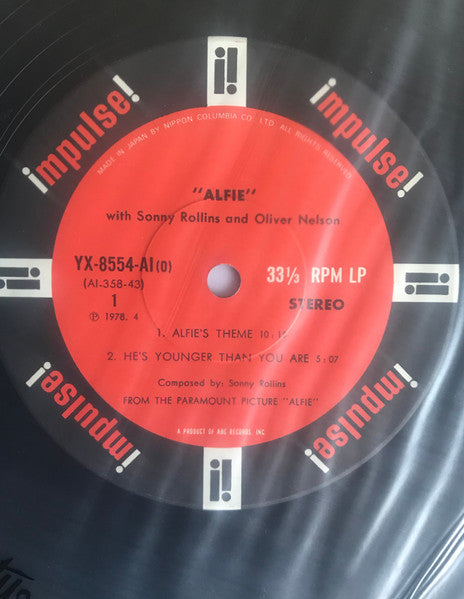 impulse!
impulse!
MADE IN JAPAN BY NIPPON COLUMBIA CO LTD. ALL RIGHTS RESERVED
"ALFIE"
with Sonny Rollins and Oliver Nelson
YX-8554-AI(O)
33⅓ RPM LP
(AI-358-43)
1
STEREO
Ⓟ 1978. 4
1. ALFIE'S THEME
2. HE'S YOUNGER THAN YOU ARE 5:07
Composed by: Sonny Rollins
FROM THE PARAMOUNT PICTURE "ALFIE"
A PRODUCT OF ABC RECORDS, INC.
impulse!
impulse!
i!
i!
i!
i!